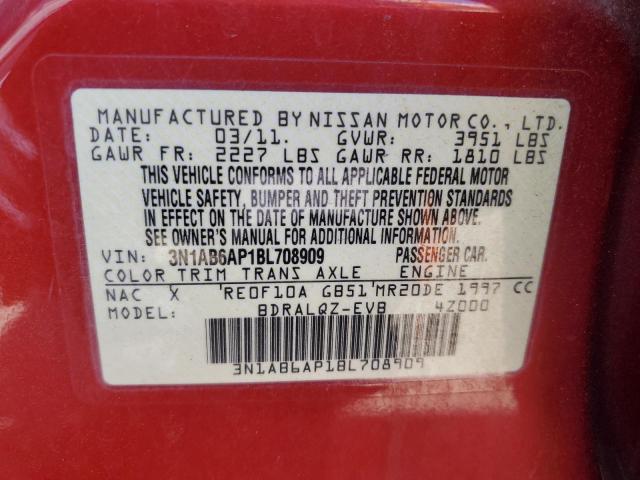 MANUFACTURED BY NISSAN MOTOR CO., LTD.
DATE: 03/11. GVWR: 3951 LBS
GAWR FR: 2227 LBS GAWR RR: 1810 LBS
THIS VEHICLE CONFORMS TO ALL APPLICABLE FEDERAL MOTOR
VEHICLE SAFETY, BUMPER AND THEFT PREVENTION STANDARDS
IN EFFECT ON THE DATE OF MANUFACTURE SHOWN ABOVE.
SEE OWNER'S MANUAL FOR ADDITIONAL INFORMATION.
VIN: 3N1AB6AP1BL708909 PASSENGER CAR.
COLOR TRIM TRANS AXLE ENGINE
NAC X RE0F10A GB51 MR20DE 1997 CC
MODEL: BDRALQZ-EVB 4Z000
3N1AB6AP1BL708909